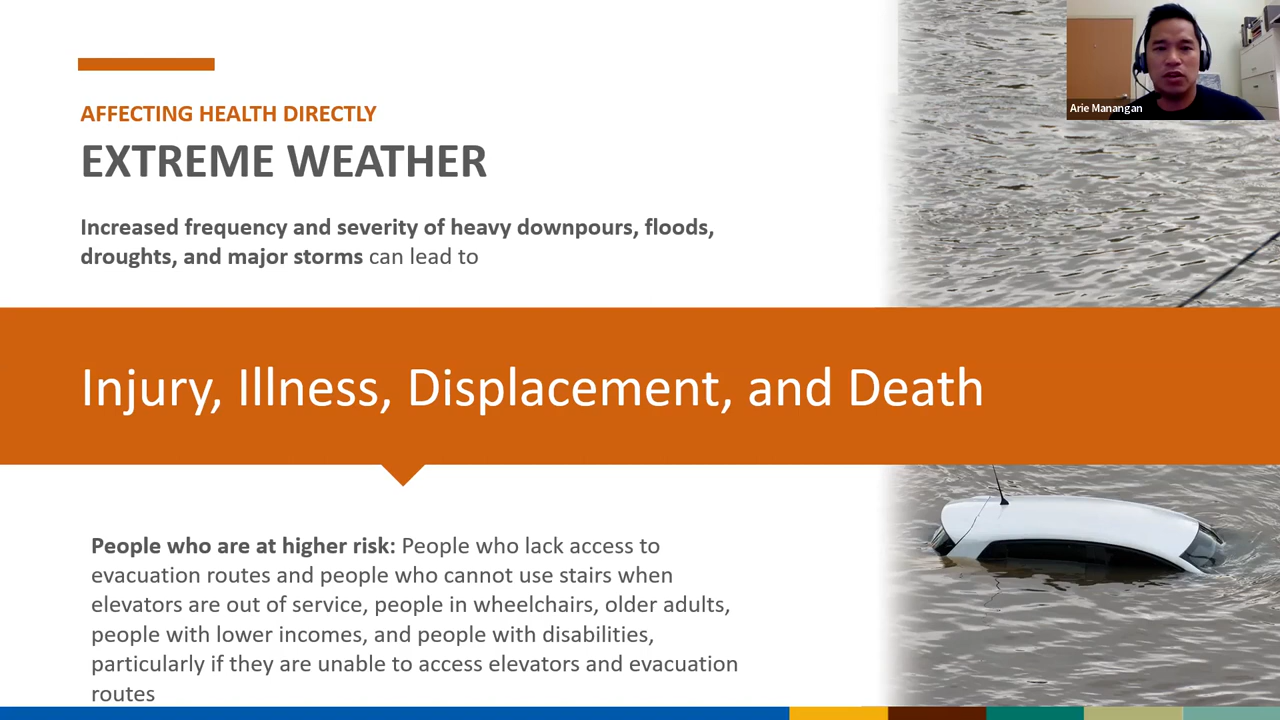 AFFECTING HEALTH DIRECTLY
EXTREME WEATHER
Increased frequency and severity of heavy downpours, floods,
droughts, and major storms can lead to
Injury, Illness, Displacement, and Death
People who are at higher risk: People who lack access to
evacuation routes and people who cannot use stairs when
elevators are out of service, people in wheelchairs, older adults,
people with lower incomes, and people with disabilities,
particularly if they are unable to access elevators and evacuation
routes
Arie Manangan